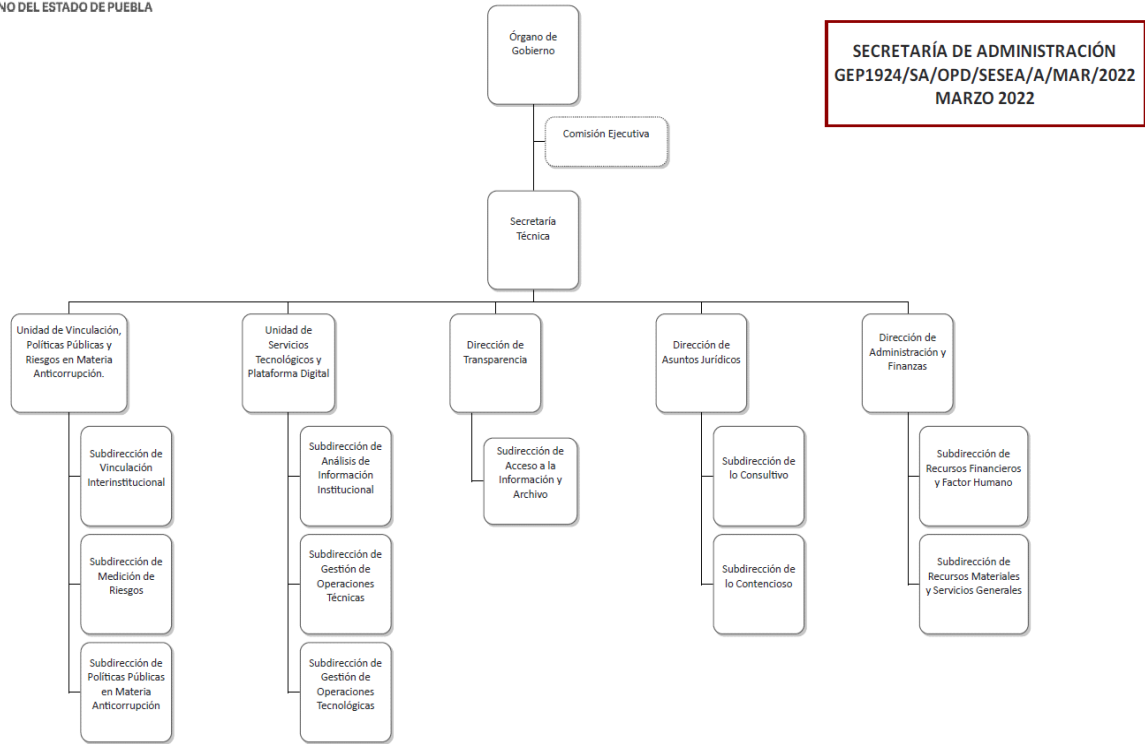 NO DEL ESTADO DE PUEBLA
SECRETARÍA DE ADMINISTRACIÓN
GEP1924/SA/OPD/SESEA/A/MAR/2022
MARZO 2022
Órgano de
Gobierno
Comisión Ejecutiva
Secretaría
Técnica
Unidad de Vinculación,
Políticas Públicas y
Riesgos en Materia
Anticorrupción.
Unidad de
Servicios
Tecnológicos y
Plataforma Digital
Dirección de
Transparencia
Dirección de
Asuntos Jurídicos
Dirección de
Administración y
Finanzas
Subdirección de
Vinculación
Interinstitucional
Subdirección de
Análisis de
Información
Institucional
Sudirección de
Acceso a la
Información y
Archivo
Subdirección de
lo Consultivo
Subdirección de
Recursos Financieros
y Factor Humano
Subdirección de
Medición de
Riesgos
Subdirección de
Gestión de
Operaciones
Técnicas
Subdirección de
lo Contencioso
Subdirección de
Recursos Materiales
y Servicios Generales
Subdirección de
Políticas Públicas
en Materia
Anticorrupción
Subdirección de
Gestión de
Operaciones
Tecnológicas